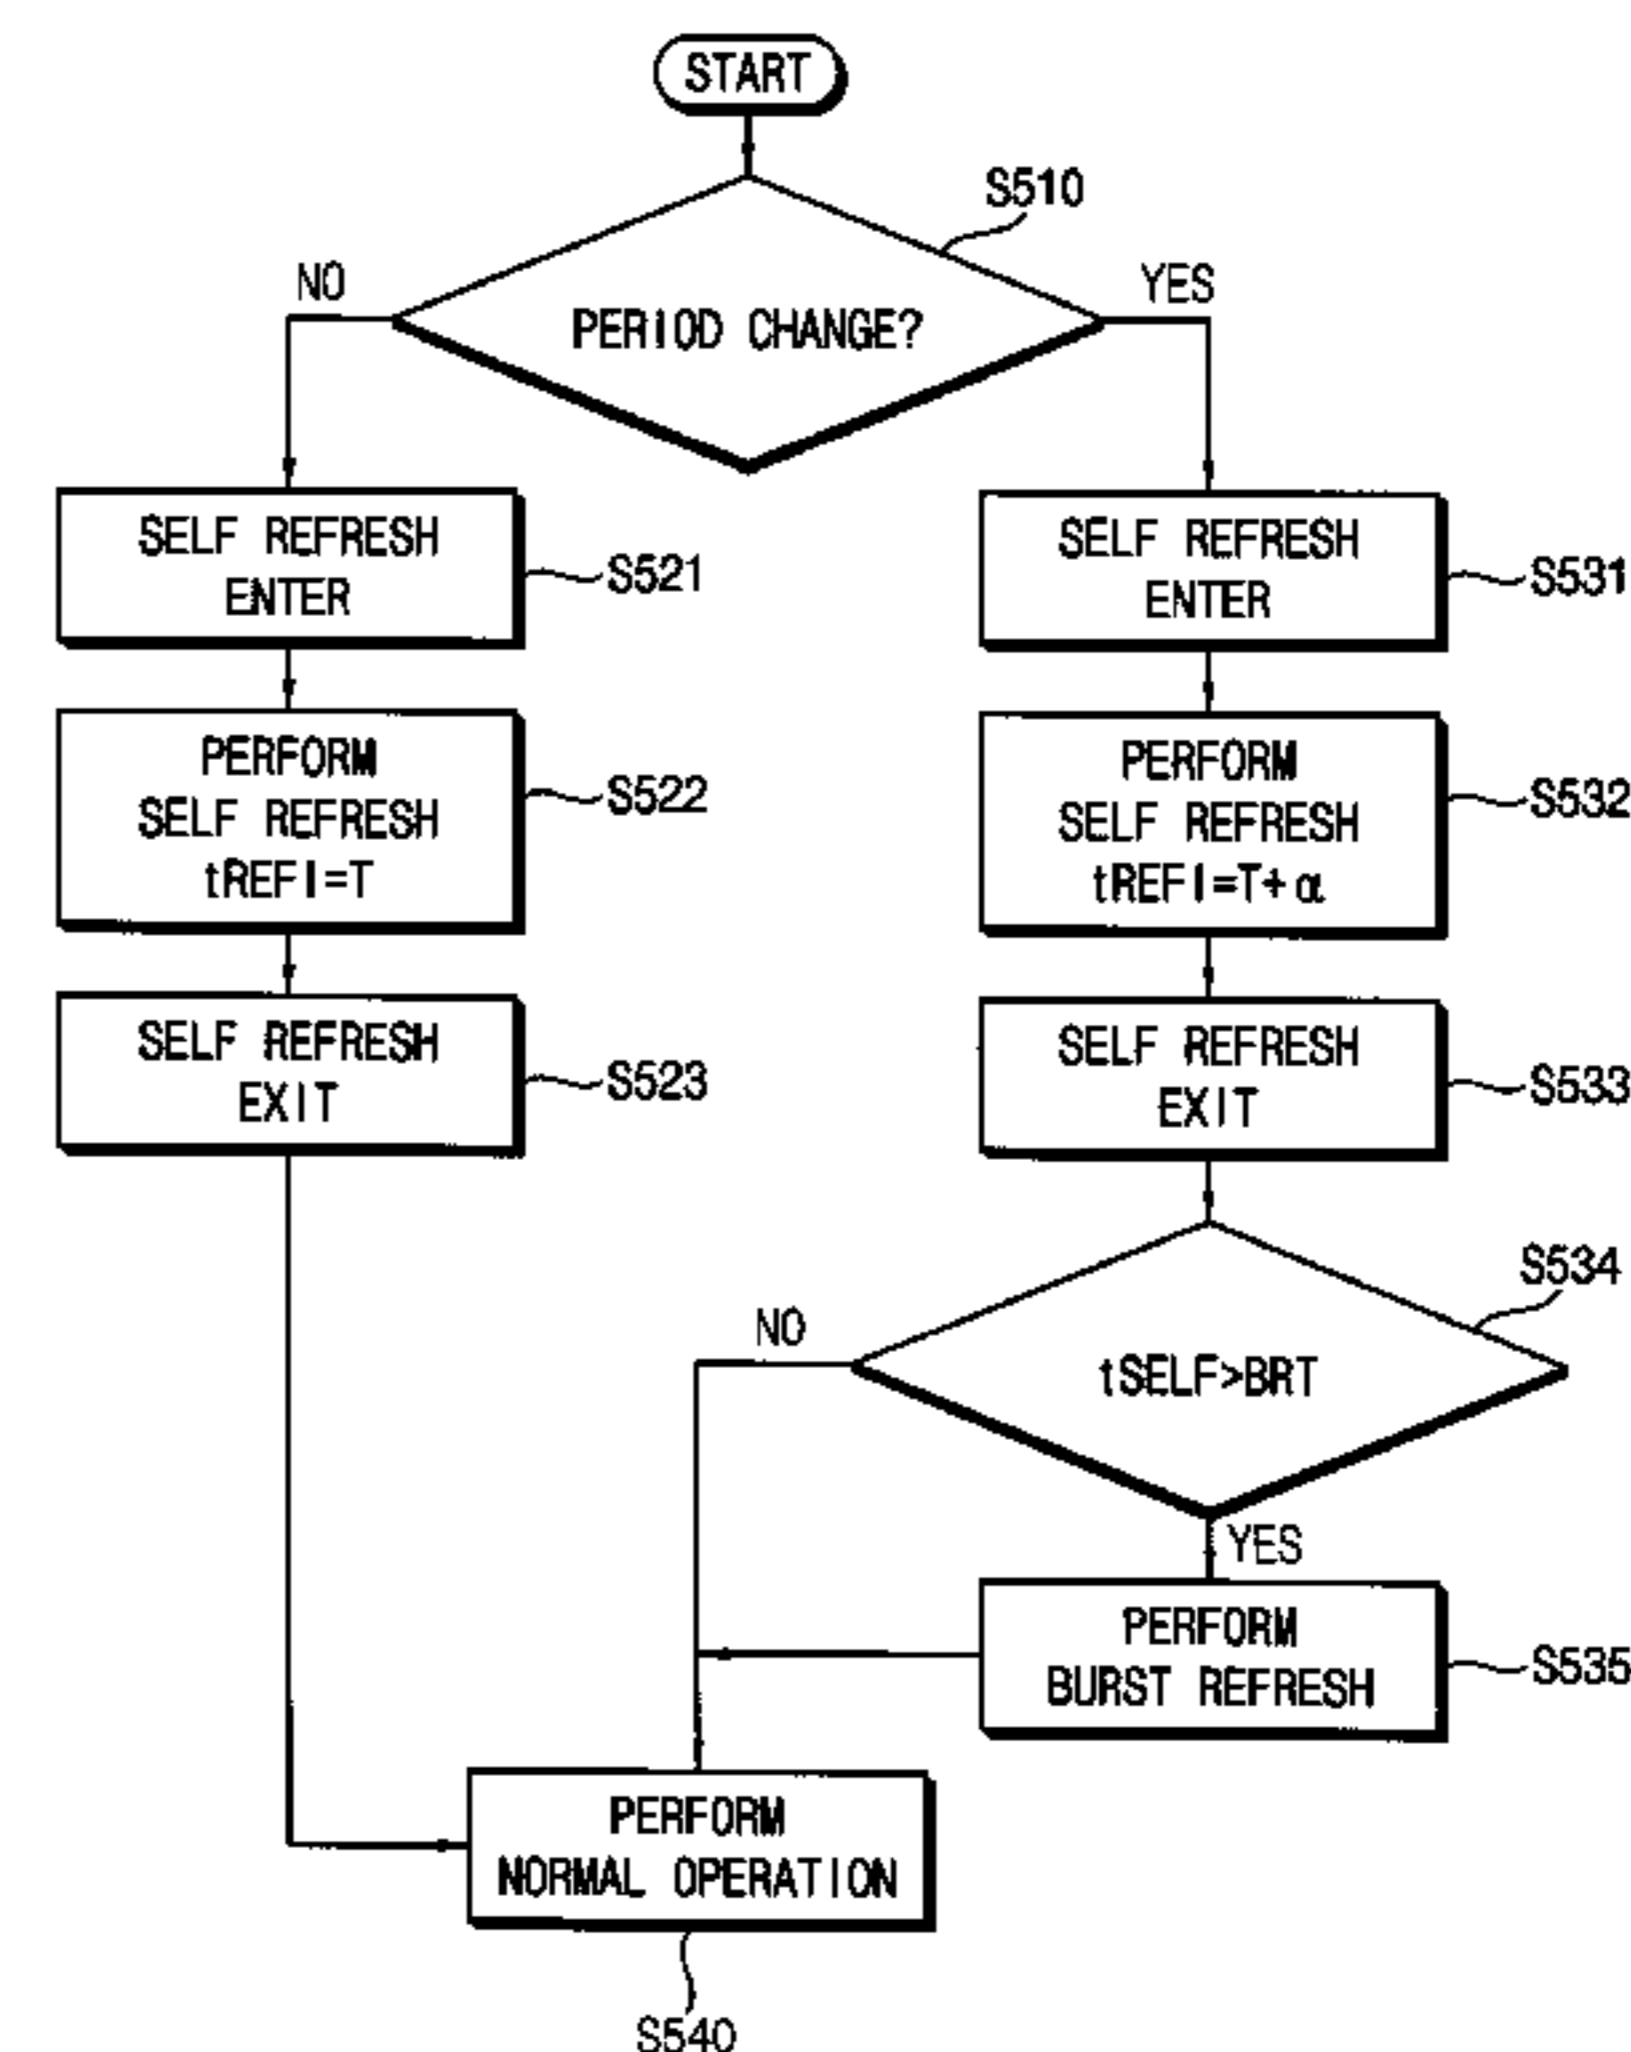 START
S510
NO
YES
PERIOD CHANGE?
SELF REFRESH
ENTER
S521
SELF REFRESH
ENTER
S531
PERFORM
SELF REFRESH
tREFI=T
S522
PERFORM
SELF REFRESH
tREFI=T+α
S532
SELF REFRESH
EXIT
S523
SELF REFRESH
EXIT
S533
S534
NO
tSELF>BRT
YES
PERFORM
BURST REFRESH
S535
PERFORM
NORMAL OPERATION
S540